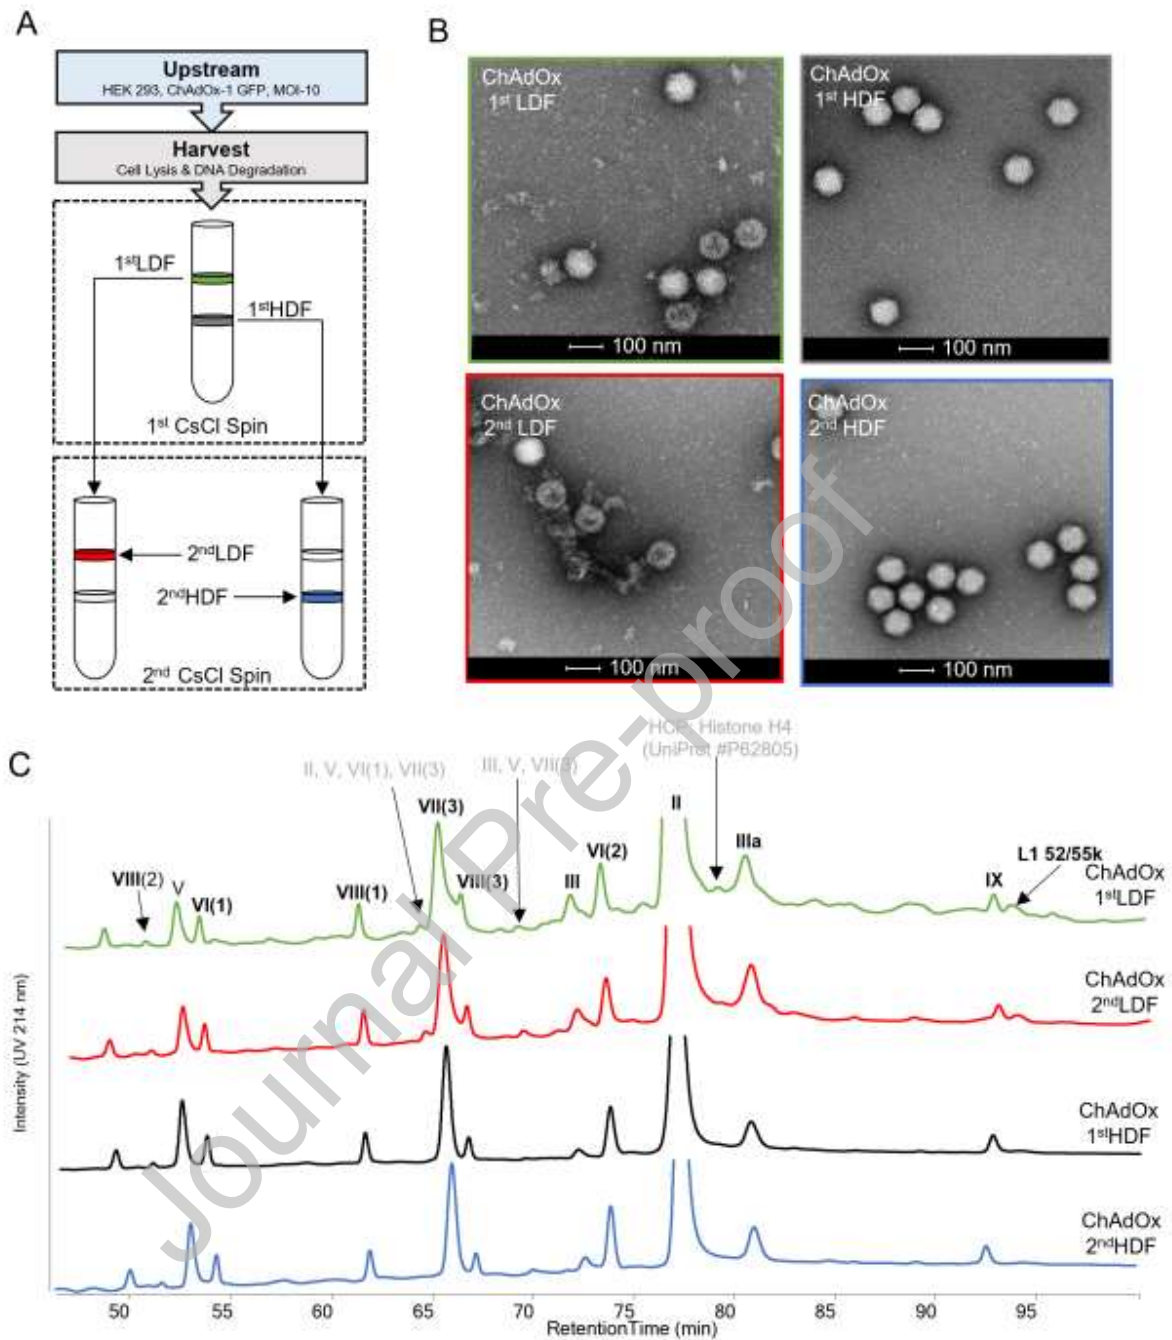 A
Upstream
HEK 293, ChAdOx-1 GFP, MOI-10
Harvest
Cell Lysis & DNA Degradation
1stLDF
1stHDF
1st CsCl Spin
2ndLDF
2ndHDF
2nd CsCl Spin
B
ChAdOx
1st LDF
100 nm
ChAdOx
1st HDF
100 nm
ChAdOx
2nd LDF
100 nm
ChAdOx
2nd HDF
100 nm
C
HCP: Histone H4
(UniProt #P62805)
II, V, VI(1), VII(3)
III, V, VII(3)
VIII(2)
V
VI(1)
VIII(1)
VII(3)
VIII(3)
III
VI(2)
II
IIIa
IX
L1 52/55k
ChAdOx
1stLDF
ChAdOx
2ndLDF
ChAdOx
1stHDF
ChAdOx
2ndHDF
Intensity (UV 214 nm)
50 55 60 65 70 75 80 85 90 95
RetentionTime (min)
Journal Pre-proof